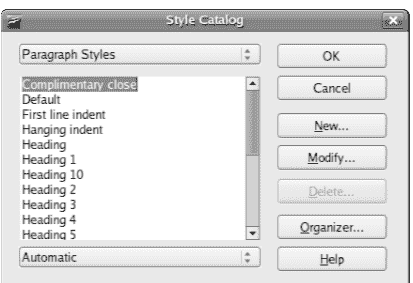 Style Catalog
Paragraph Styles
Complimentary close
Default
First line indent
Hanging indent
Heading
Heading 1
Heading 10
Heading 2
Heading 3
Heading 4
Heading 5
Automatic
OK
Cancel
New...
Modify...
Delete...
Organizer...
Help